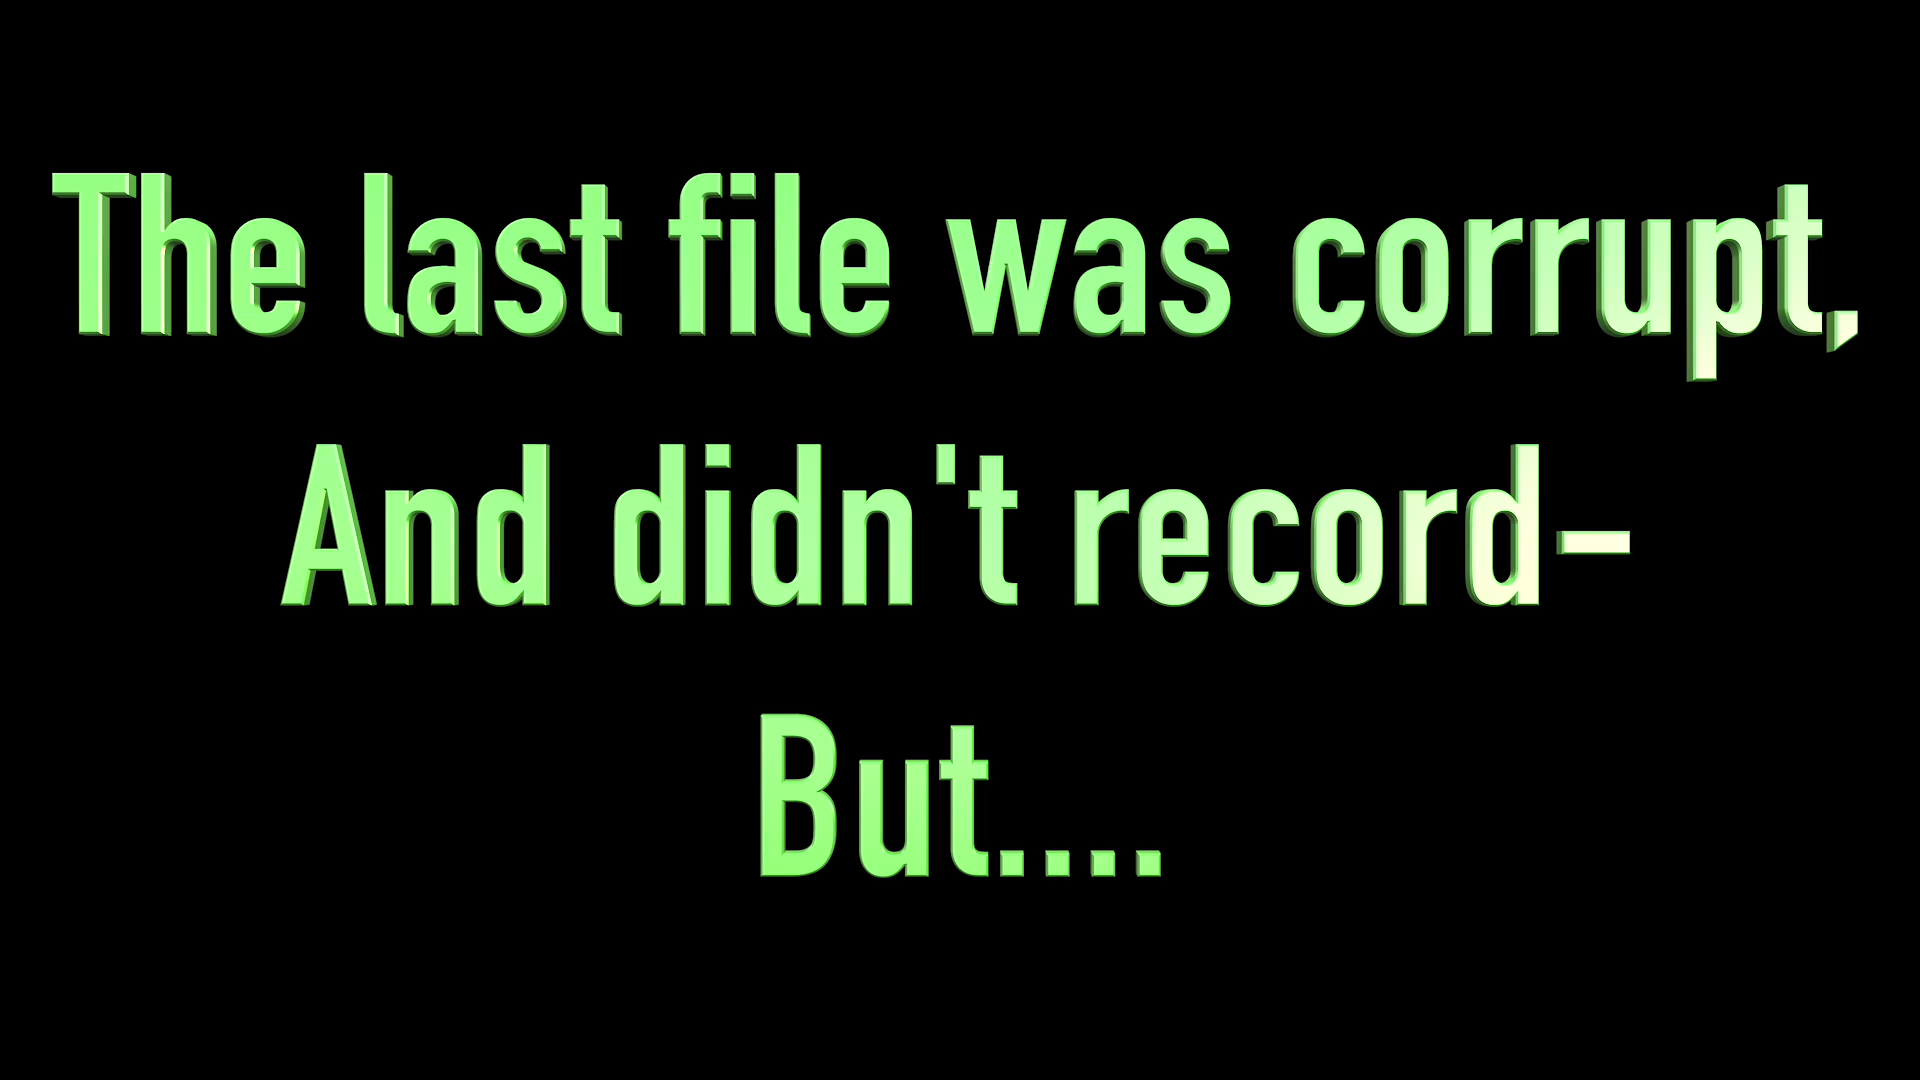 The last file was corrupt,
And didn't record-
But....